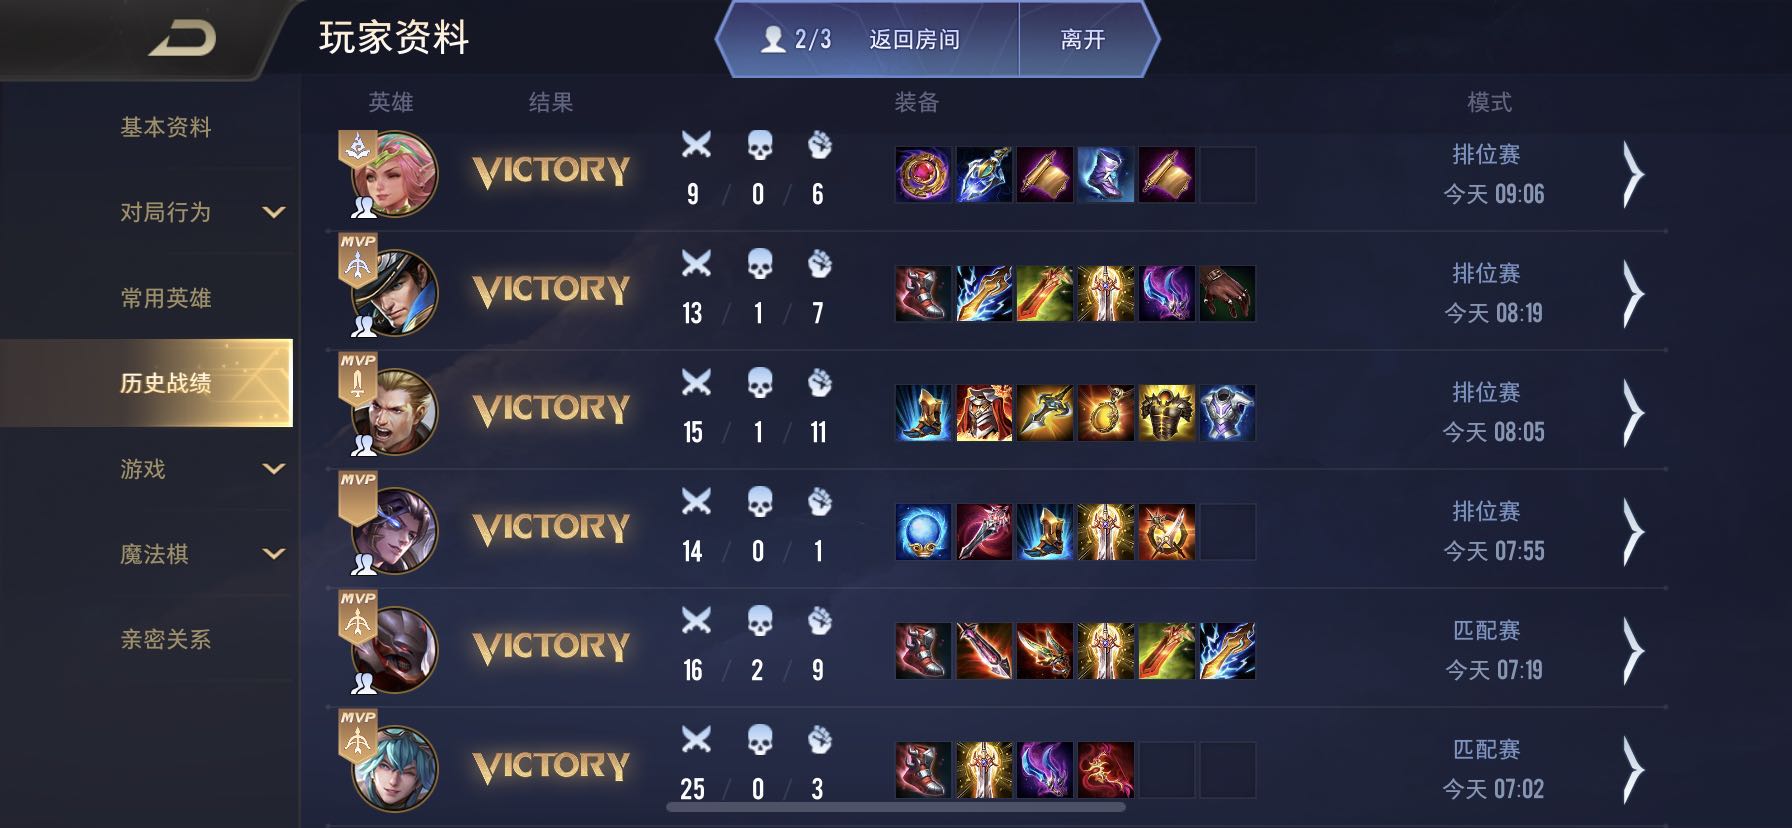 玩家资料
2/3 返回房间 离开
基本资料
对局行为
常用英雄
历史战绩
游戏
魔法棋
亲密关系
英雄 结果 装备 模式
VICTORY 9 / 0 / 6 排位赛
今天 09:06
MVP
VICTORY 13 / 1 / 7 排位赛
今天 08:19
MVP
VICTORY 15 / 1 / 11 排位赛
今天 08:05
MVP
VICTORY 14 / 0 / 1 排位赛
今天 07:55
MVP
VICTORY 16 / 2 / 9 匹配赛
今天 07:19
MVP
VICTORY 25 / 0 / 3 匹配赛
今天 07:02